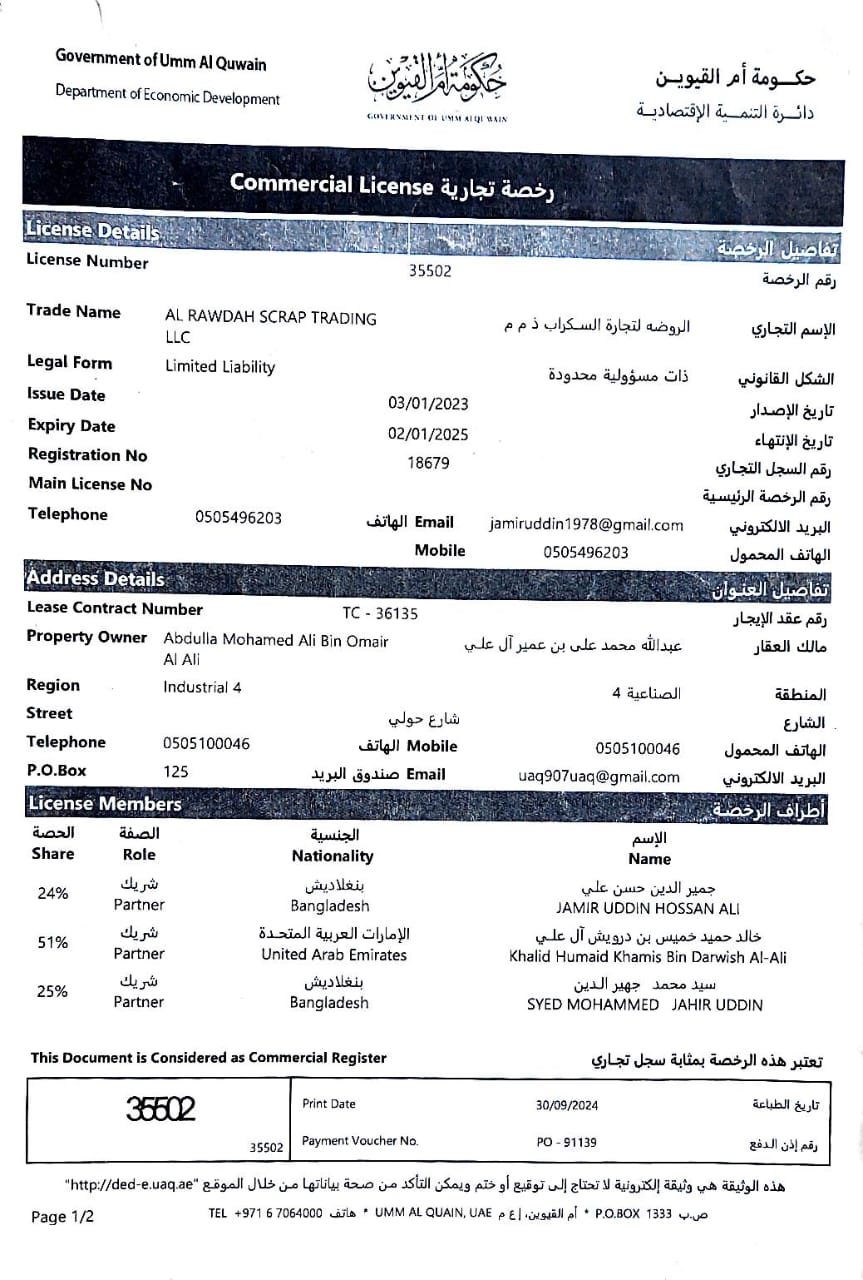 Government of Umm Al Quwain
Department of Economic Development
حكومة أم القيوين
GOVERNMENT OF UMM ALQUWAIN
حكومة أم القيوين
دائرة التنمية الإقتصادية
Commercial License رخصة تجارية
License Details تفاصيل الرخصة
License Number 35502 رقم الرخصة
Trade Name AL RAWDAH SCRAP TRADING LLC الروضه لتجارة السكراب ذ م م الإسم التجاري
Legal Form Limited Liability ذات مسؤولية محدودة الشكل القانوني
Issue Date 03/01/2023 تاريخ الإصدار
Expiry Date 02/01/2025 تاريخ الإنتهاء
Registration No 18679 رقم السجل التجاري
Main License No رقم الرخصة الرئيسية
Telephone 0505496203 الهاتف Email jamiruddin1978@gmail.com البريد الالكتروني
Mobile 0505496203 الهاتف المحمول
Address Details تفاصيل العنوان
Lease Contract Number TC - 36135 رقم عقد الإيجار
Property Owner Abdulla Mohamed Ali Bin Omair Al Ali عبدالله محمد على بن عمير آل علي مالك العقار
Region Industrial 4 الصناعية 4 المنطقة
Street شارع حولي الشارع
Telephone 0505100046 الهاتف Mobile 0505100046 الهاتف المحمول
P.O.Box 125 صندوق البريد Email uaq907uaq@gmail.com البريد الالكتروني
License Members أطراف الرخصة
الحصة الصفة الجنسية الإسم
Share Role Nationality Name
24% شريك بنغلاديش جمير الدين حسن علي
Partner Bangladesh JAMIR UDDIN HOSSAN ALI
51% شريك الإمارات العربية المتحدة خالد حميد خميس بن درويش آل علي
Partner United Arab Emirates Khalid Humaid Khamis Bin Darwish Al-Ali
25% شريك بنغلاديش سيد محمد جهير الدين
Partner Bangladesh SYED MOHAMMED JAHIR UDDIN
This Document is Considered as Commercial Register تعتبر هذه الرخصة بمثابة سجل تجاري
35502
35502
Print Date 30/09/2024 تاريخ الطباعة
Payment Voucher No. PO - 91139 رقم إذن الدفع
هذه الوثيقة هي وثيقة إلكترونية لا تحتاج إلى توقيع أو ختم ويمكن التأكد من صحة بياناتها من خلال الموقع "http://ded-e.uaq.ae"
Page 1/2
TEL +971 6 7064000 هاتف * UMM AL QUAIN, UAE أم القيوين، إ ع م * P.O.BOX 1333 ص.ب